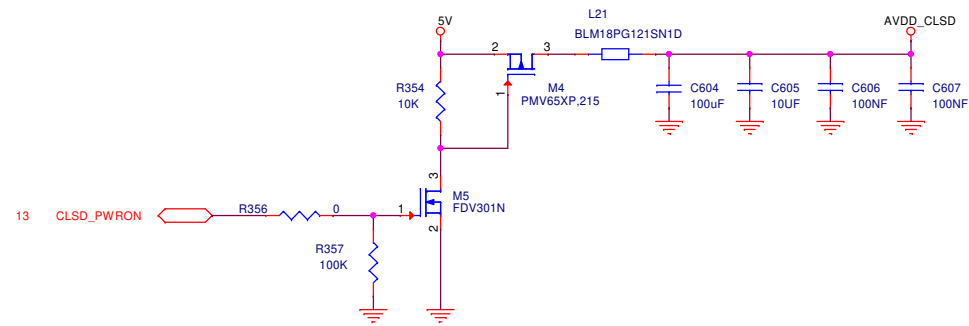 L21
5V
AVDD_CLSD
BLM18PG121SN1D
2
3
R354
10K
1
M4
PMV65XP,215
C604
100uF
C605
10UF
C606
100NF
C607
100NF
3
M5
FDV301N
13
CLSD_PWRON
R356
0
1
2
R357
100K